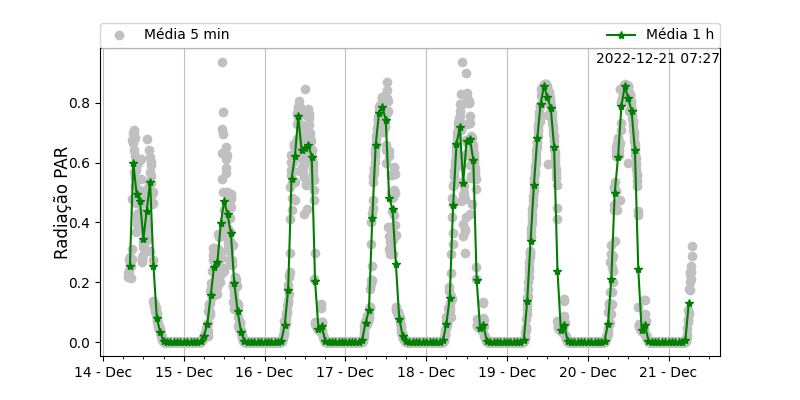 Média 5 min
Média 1 h
2022-12-21 07:27
Radiação PAR
0.8
0.6
0.4
0.2
0.0
14 - Dec
15 - Dec
16 - Dec
17 - Dec
18 - Dec
19 - Dec
20 - Dec
21 - Dec